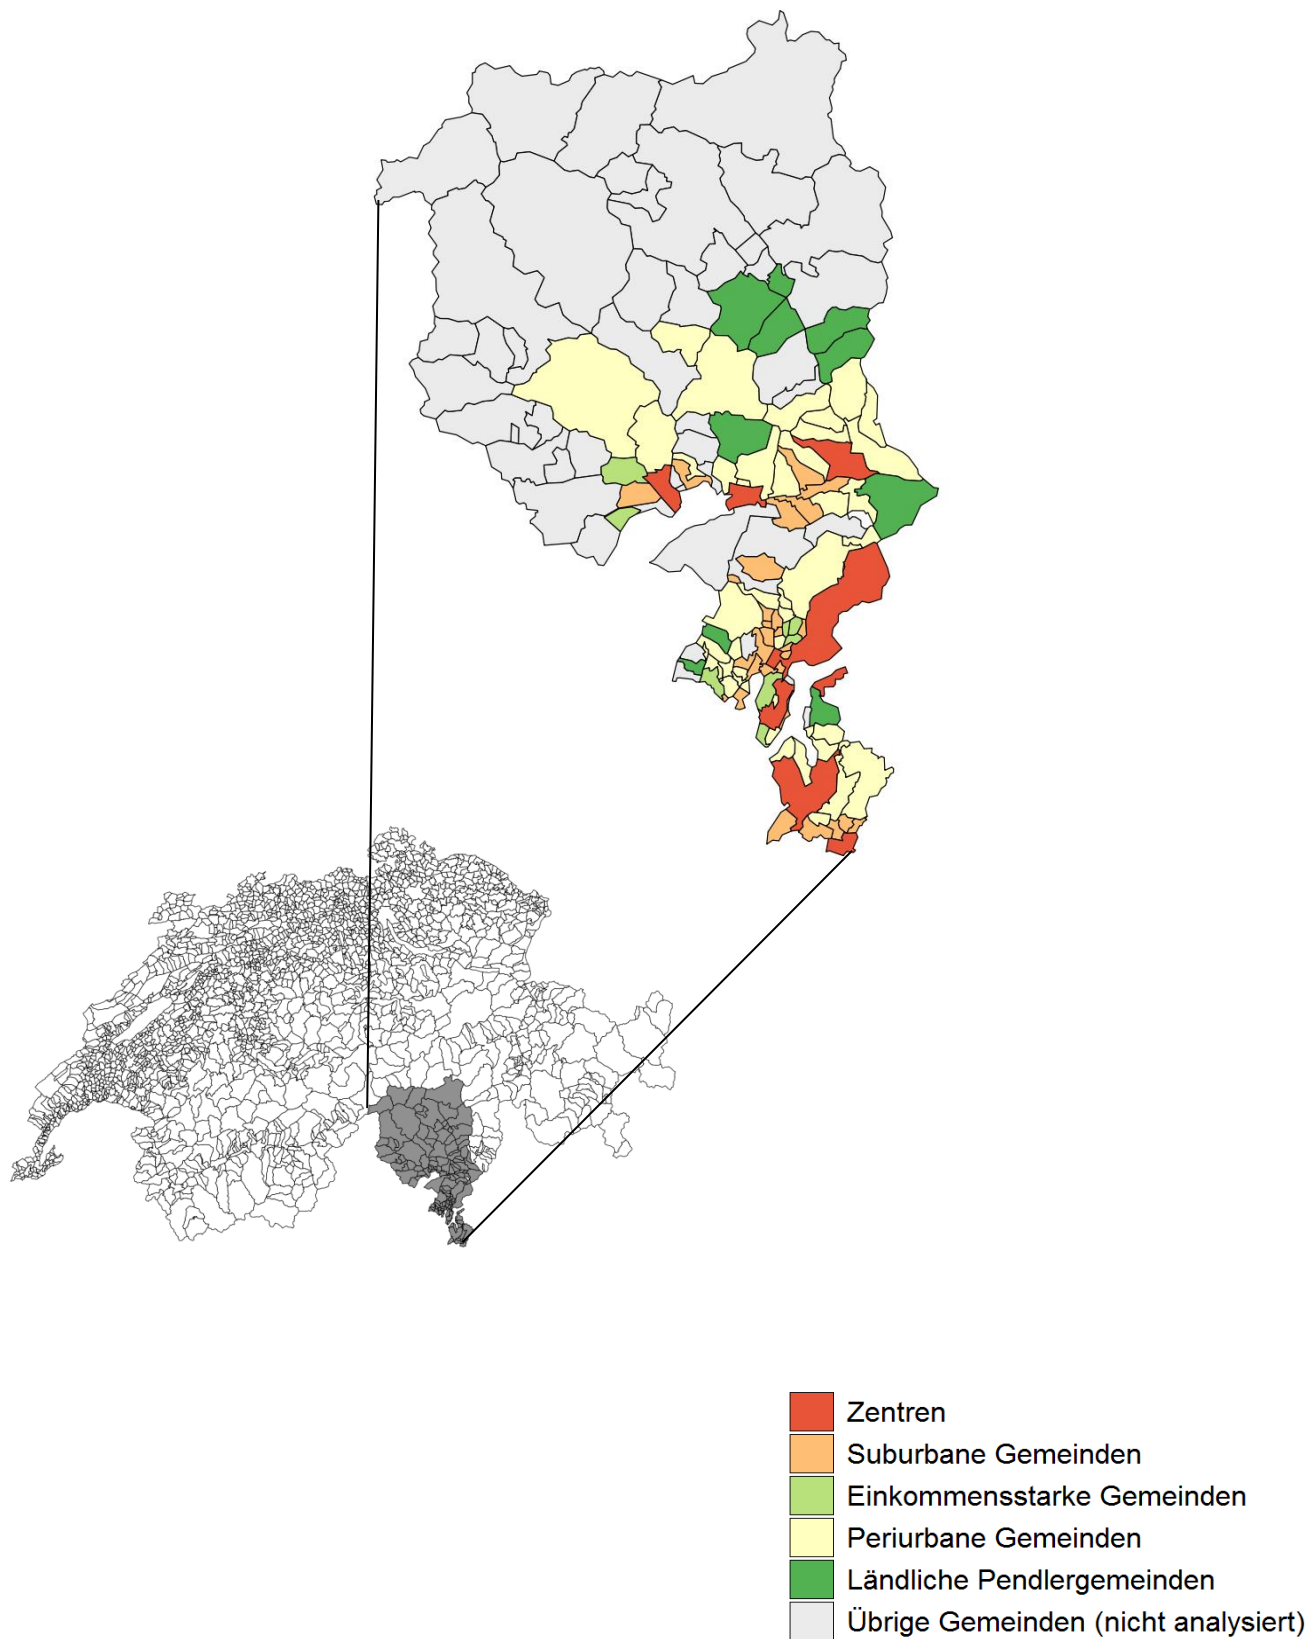 Zentren
Suburbane Gemeinden
Einkommensstarke Gemeinden
Periurbane Gemeinden
Ländliche Pendlergemeinden
Übrige Gemeinden (nicht analysiert)